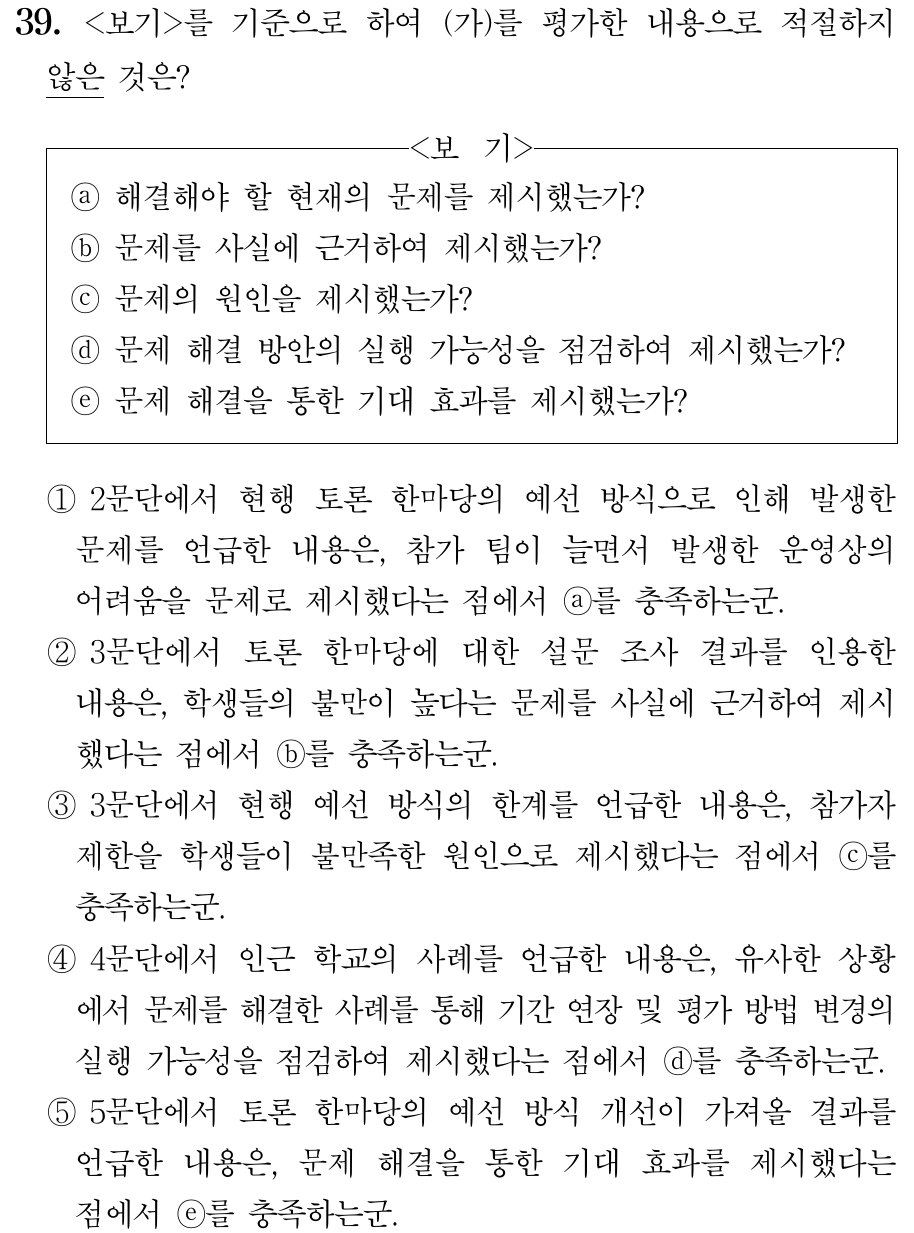 39. <보기>를 기준으로 하여 (가)를 평가한 내용으로 적절하지
않은 것은?
<보 기>
ⓐ 해결해야 할 현재의 문제를 제시했는가?
ⓑ 문제를 사실에 근거하여 제시했는가?
ⓒ 문제의 원인을 제시했는가?
ⓓ 문제 해결 방안의 실행 가능성을 점검하여 제시했는가?
ⓔ 문제 해결을 통한 기대 효과를 제시했는가?
① 2문단에서 현행 토론 한마당의 예선 방식으로 인해 발생한
문제를 언급한 내용은, 참가 팀이 늘면서 발생한 운영상의
어려움을 문제로 제시했다는 점에서 ⓐ를 충족하는군.
② 3문단에서 토론 한마당에 대한 설문 조사 결과를 인용한
내용은, 학생들의 불만이 높다는 문제를 사실에 근거하여 제시
했다는 점에서 ⓑ를 충족하는군.
③ 3문단에서 현행 예선 방식의 한계를 언급한 내용은, 참가자
제한을 학생들이 불만족한 원인으로 제시했다는 점에서 ⓒ를
충족하는군.
④ 4문단에서 인근 학교의 사례를 언급한 내용은, 유사한 상황
에서 문제를 해결한 사례를 통해 기간 연장 및 평가 방법 변경의
실행 가능성을 점검하여 제시했다는 점에서 ⓓ를 충족하는군.
⑤ 5문단에서 토론 한마당의 예선 방식 개선이 가져올 결과를
언급한 내용은, 문제 해결을 통한 기대 효과를 제시했다는
점에서 ⓔ를 충족하는군.